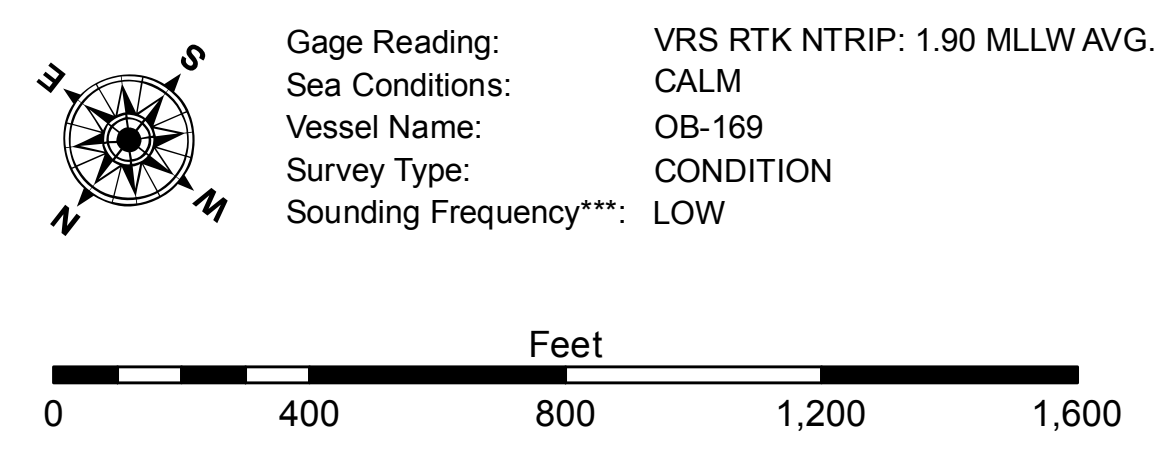 S
E
W
N
Gage Reading: VRS RTK NTRIP: 1.90 MLLW AVG.
Sea Conditions: CALM
Vessel Name: OB-169
Survey Type: CONDITION
Sounding Frequency***: LOW
Feet
0 400 800 1,200 1,600